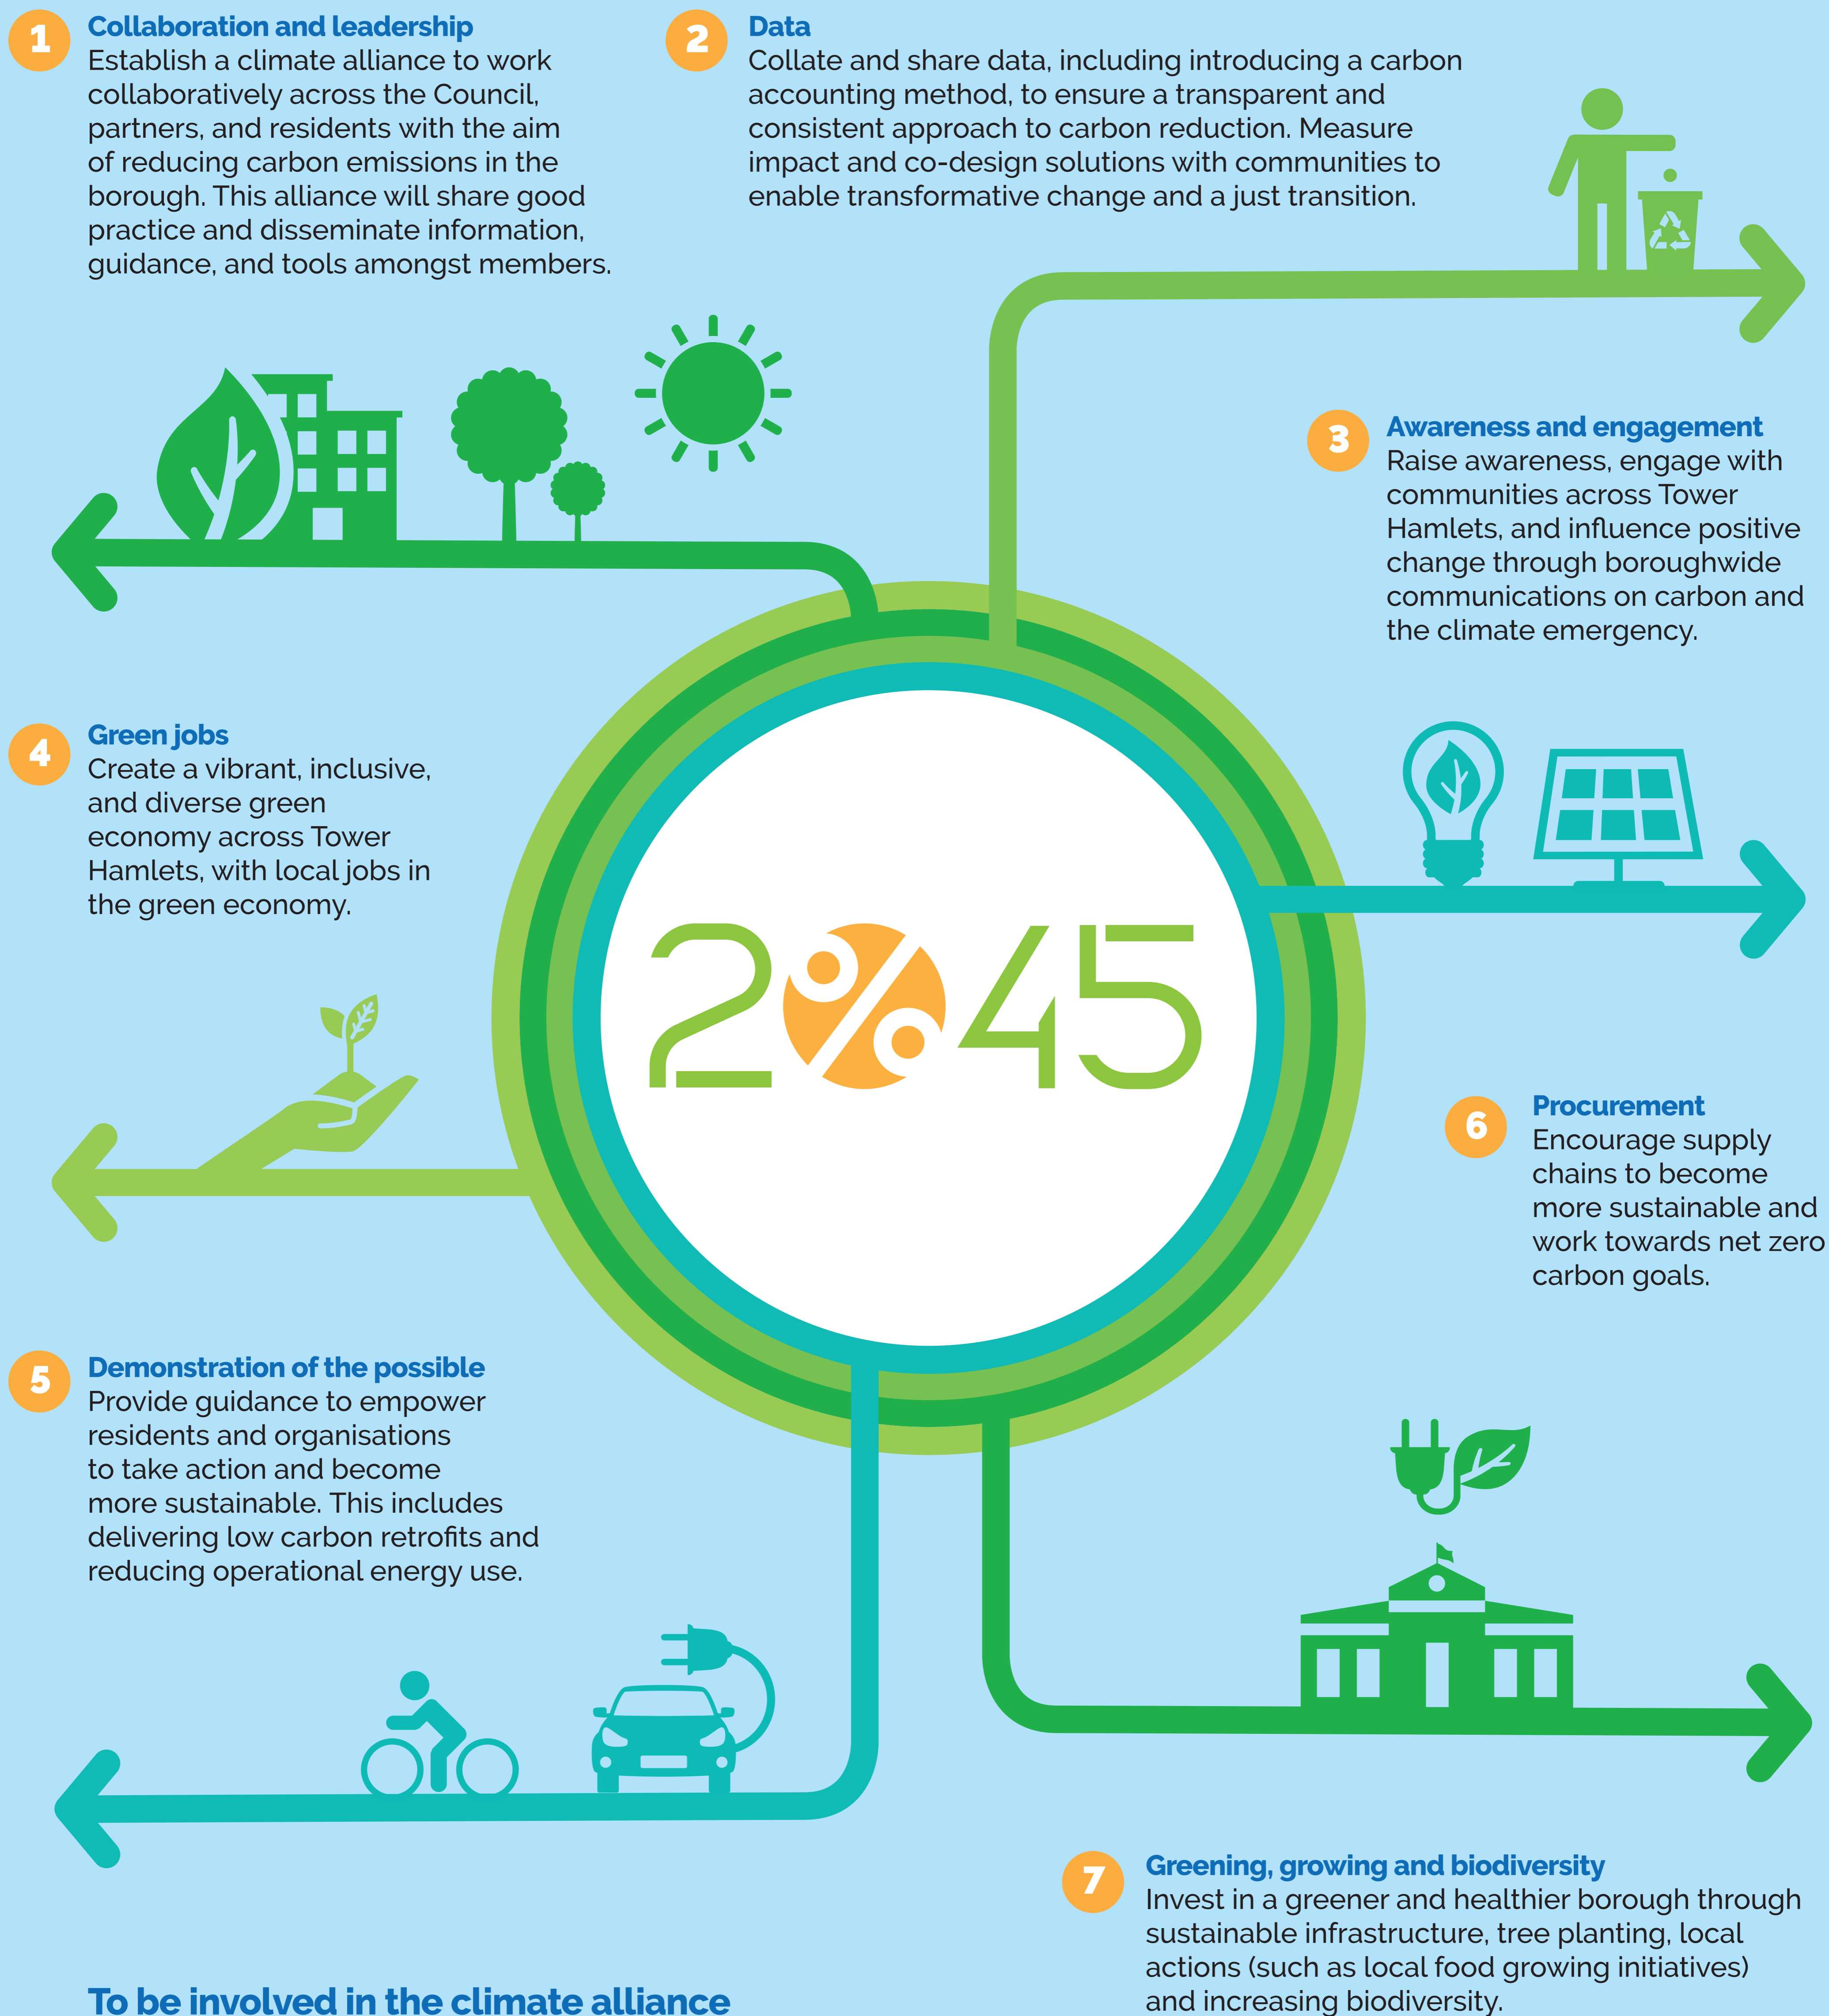 1
Collaboration and leadership
Establish a climate alliance to work
collaboratively across the Council,
partners, and residents with the aim
of reducing carbon emissions in the
borough. This alliance will share good
practice and disseminate information,
guidance, and tools amongst members.
2
Data
Collate and share data, including introducing a carbon
accounting method, to ensure a transparent and
consistent approach to carbon reduction. Measure
impact and co-design solutions with communities to
enable transformative change and a just transition.
3
Awareness and engagement
Raise awareness, engage with
communities across Tower
Hamlets, and influence positive
change through boroughwide
communications on carbon and
the climate emergency.
4
Green jobs
Create a vibrant, inclusive,
and diverse green
economy across Tower
Hamlets, with local jobs in
the green economy.
2%45
5
Demonstration of the possible
Provide guidance to empower
residents and organisations
to take action and become
more sustainable. This includes
delivering low carbon retrofits and
reducing operational energy use.
6
Procurement
Encourage supply
chains to become
more sustainable and
work towards net zero
carbon goals.
7
Greening, growing and biodiversity
Invest in a greener and healthier borough through
sustainable infrastructure, tree planting, local
actions (such as local food growing initiatives)
and increasing biodiversity.
To be involved in the climate alliance